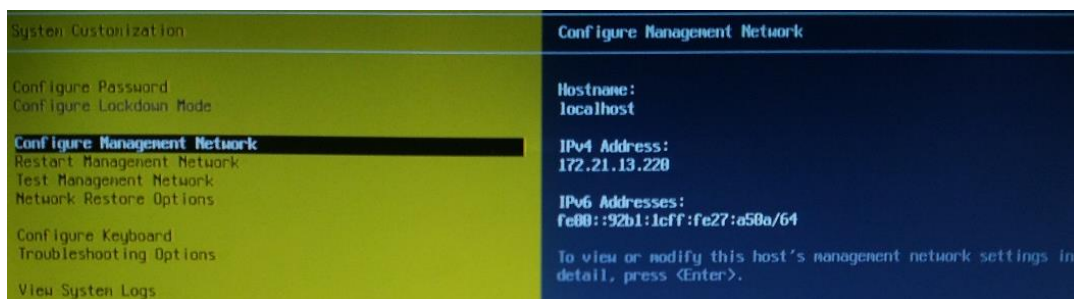 System Customization
Configure Password
Configure Lockdown Mode
Configure Management Network
Restart Management Network
Test Management Network
Network Restore Options
Configure Keyboard
Troubleshooting Options
View System Logs
Configure Management Network
Hostname:
localhost
IPv4 Address:
172.21.13.220
IPv6 Addresses:
fe80::92b1:1cff:fe27:a50a/64
To view or modify this host's management network settings in
detail, press <Enter>.